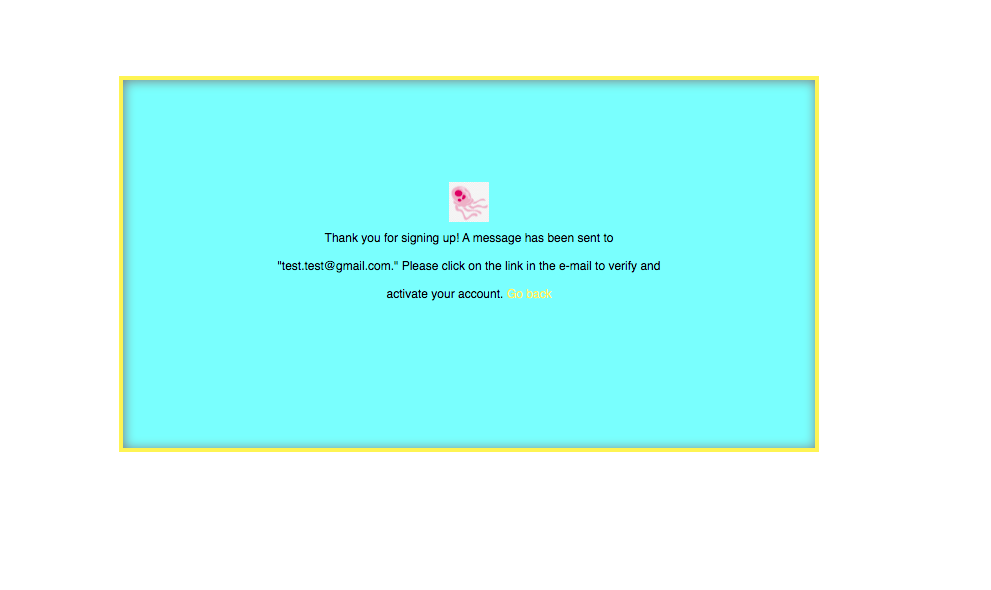 Thank you for signing up! A message has been sent to
"test.test@gmail.com." Please click on the link in the e-mail to verify and
activate your account. Go back